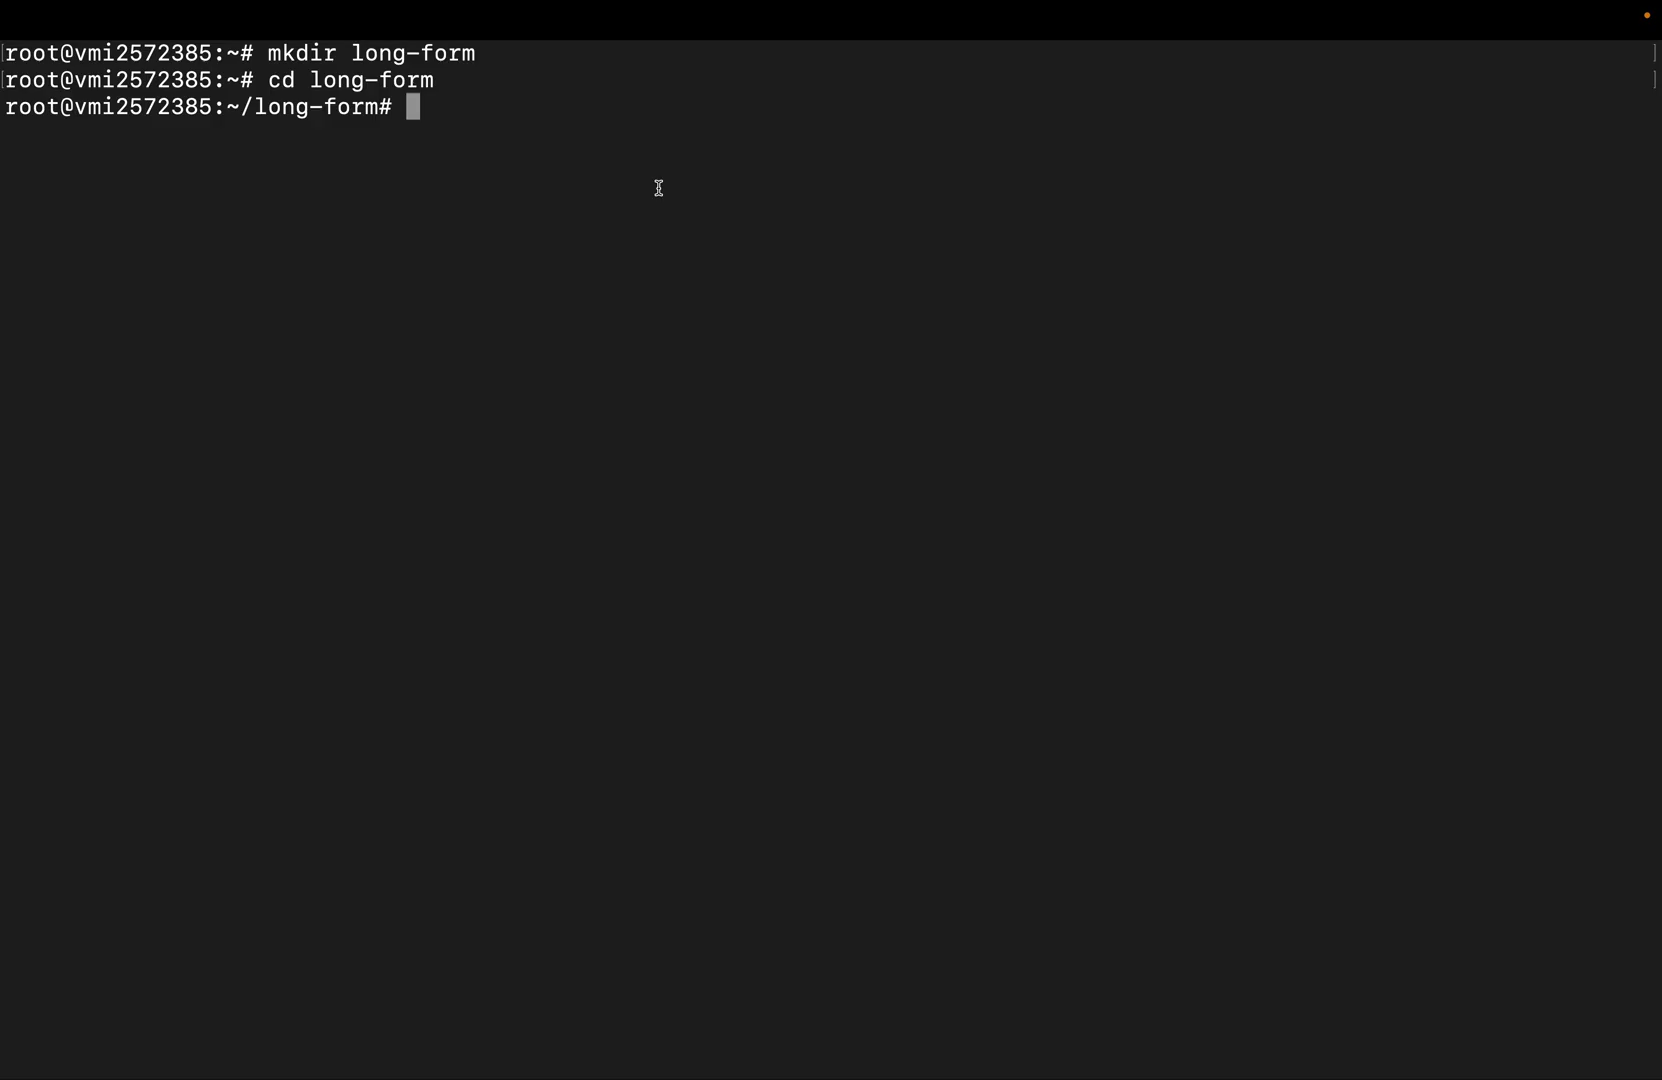 [root@vmi2572385:~# mkdir long-form ]
[root@vmi2572385:~# cd long-form ]
root@vmi2572385:~/long-form#